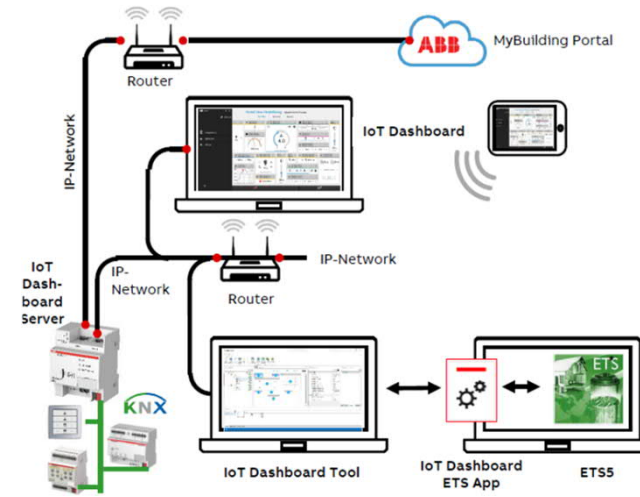 ABB
MyBuilding Portal
Router
IP-Network
IoT Dashboard
IP-Network
IP-
Network
Router
IoT
Dash-
board
Server
KNX
ETS
IoT Dashboard Tool
IoT Dashboard
ETS App
ETS5